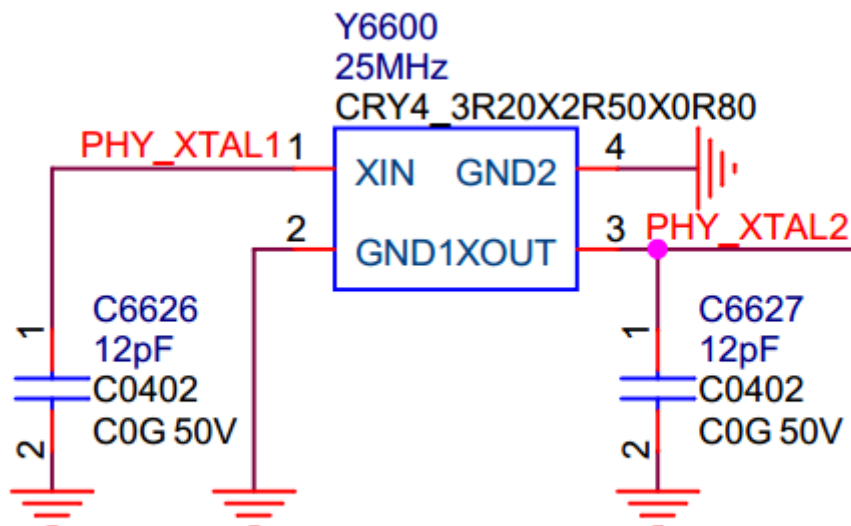 Y6600
25MHz
CRY4_3R20X2R50X0R80
PHY_XTAL1 1
XIN GND2
4
2
GND1XOUT
3 PHY_XTAL2
1
C6626
12pF
C0402
C0G 50V
2
1
C6627
12pF
C0402
C0G 50V
2